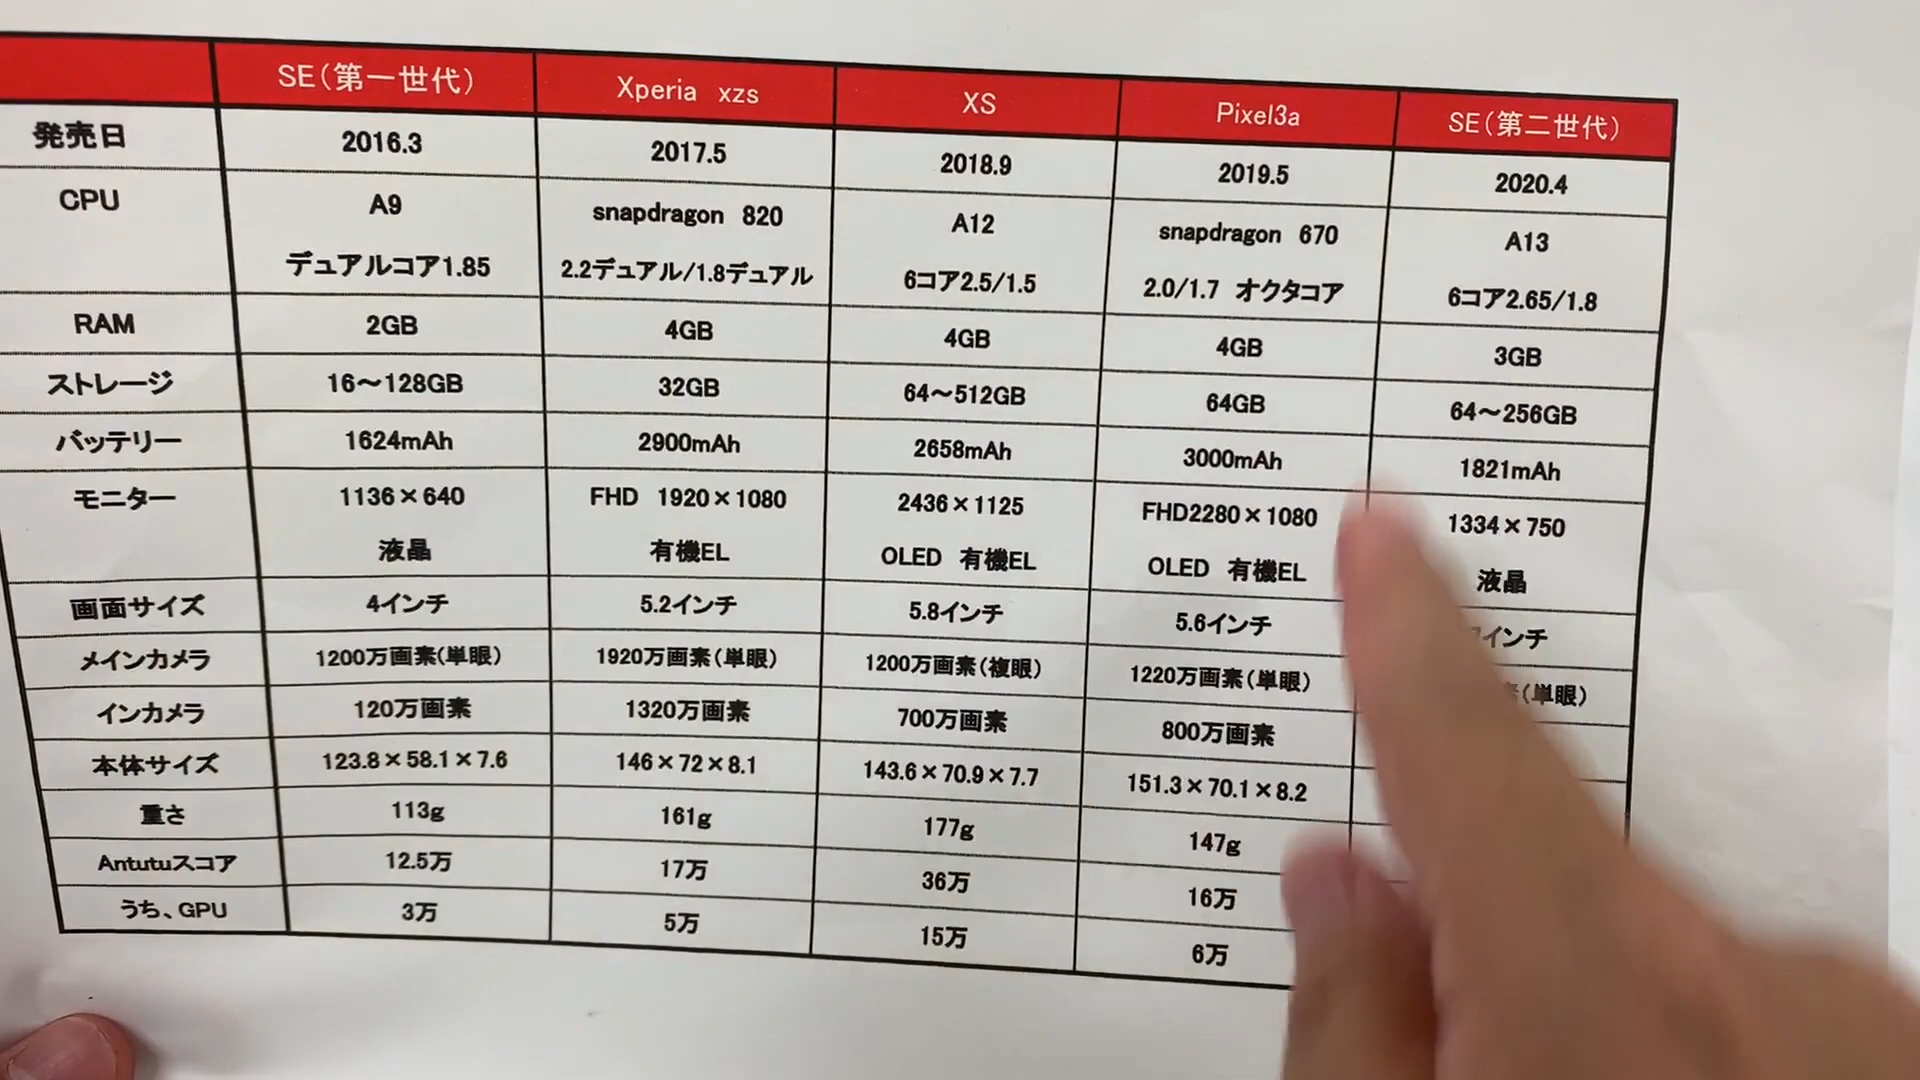 SE（第一世代） Xperia xzs XS Pixel3a SE（第二世代）
発売日 2016.3 2017.5 2018.9 2019.5 2020.4
CPU A9 snapdragon 820 A12 snapdragon 670 A13
デュアルコア1.85 2.2デュアル/1.8デュアル 6コア2.5/1.5 2.0/1.7 オクタコア 6コア2.65/1.8
RAM 2GB 4GB 4GB 4GB 3GB
ストレージ 16～128GB 32GB 64～512GB 64GB 64～256GB
バッテリー 1624mAh 2900mAh 2658mAh 3000mAh 1821mAh
モニター 1136×640 FHD 1920×1080 2436×1125 FHD2280×1080 1334×750
液晶 有機EL OLED 有機EL OLED 有機EL 液晶
画面サイズ 4インチ 5.2インチ 5.8インチ 5.6インチ インチ
メインカメラ 1200万画素（単眼） 1920万画素（単眼） 1200万画素（複眼） 1220万画素（単眼） （単眼）
インカメラ 120万画素 1320万画素 700万画素 800万画素
本体サイズ 123.8×58.1×7.6 146×72×8.1 143.6×70.9×7.7 151.3×70.1×8.2
重さ 113g 161g 177g 147g
Antutuスコア 12.5万 17万 36万 16万
うち、GPU 3万 5万 15万 6万